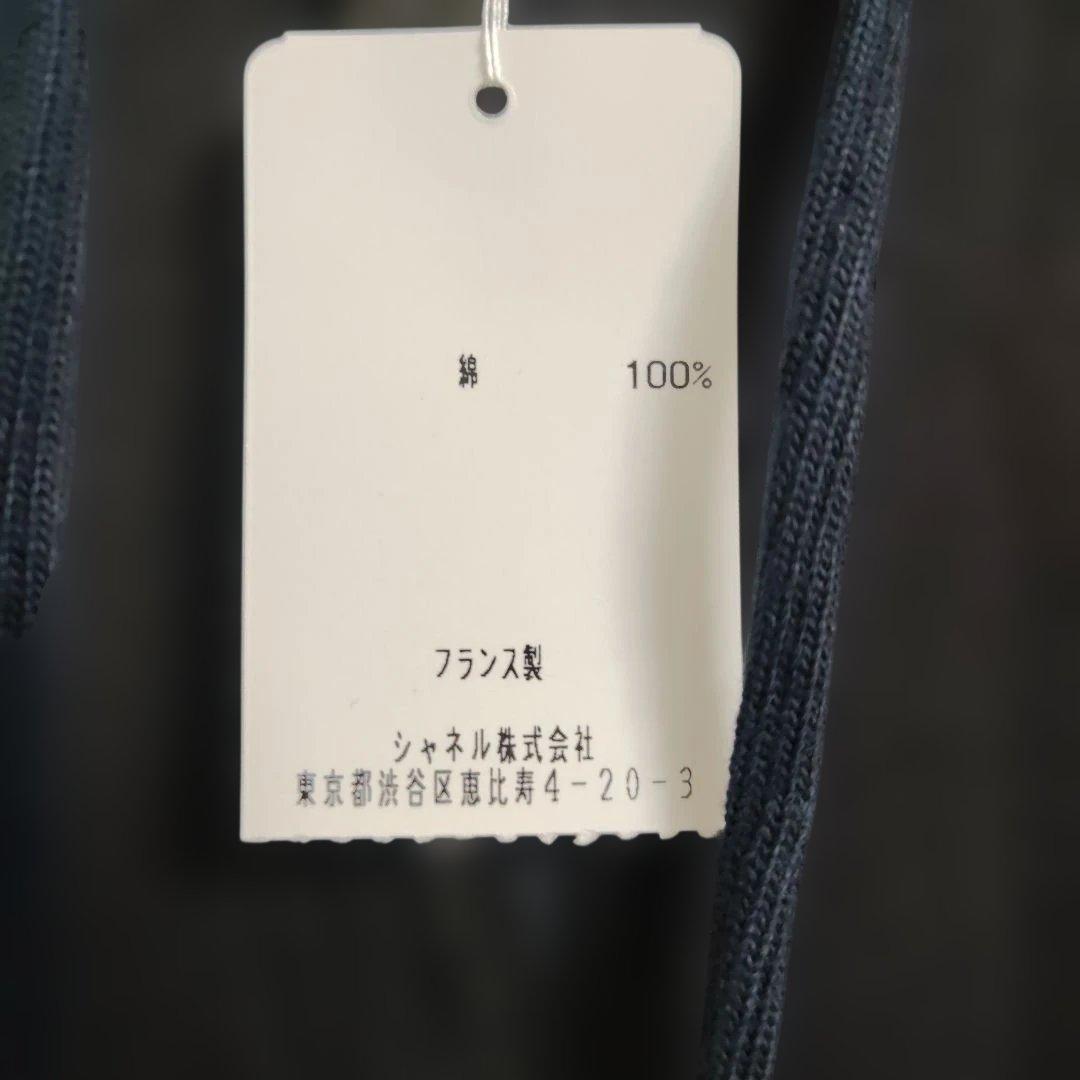 綿 100%
フランス製
シャネル株式会社
東京都渋谷区恵比寿4-20-3